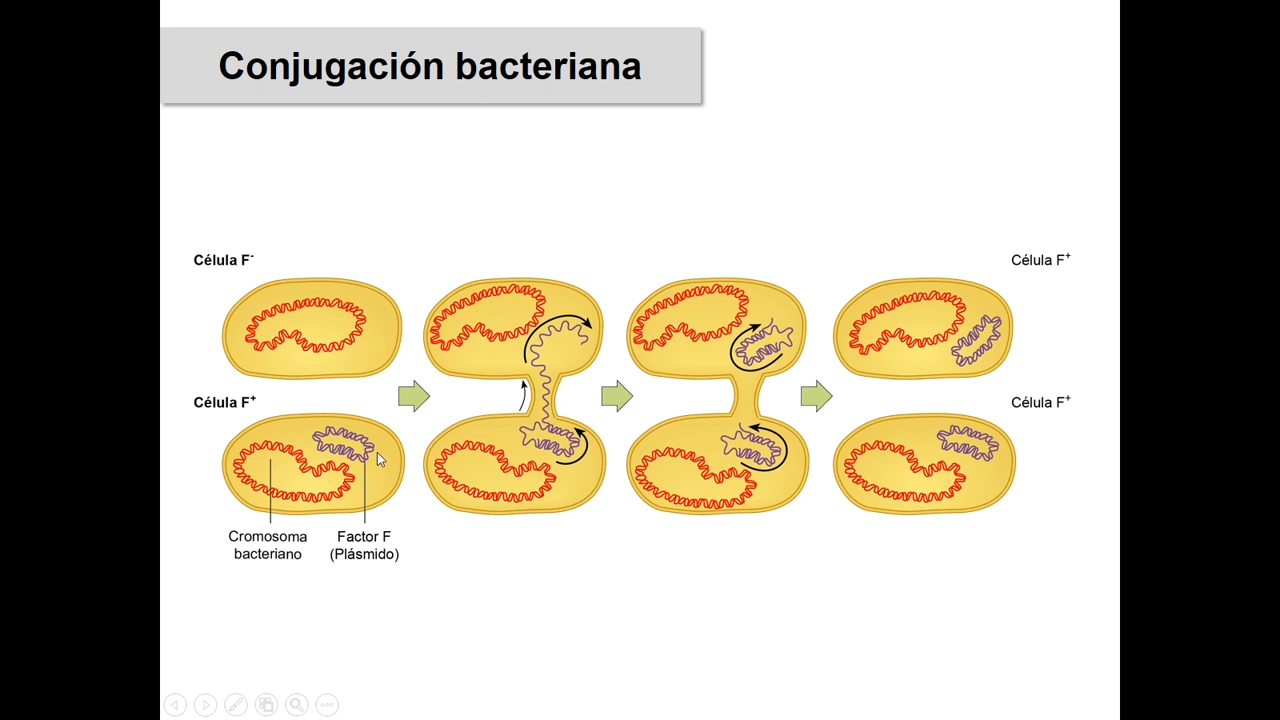 Conjugación bacteriana
Célula F⁻
Célula F⁺
Célula F⁺
Célula F⁺
Cromosoma
bacteriano
Factor F
(Plásmido)